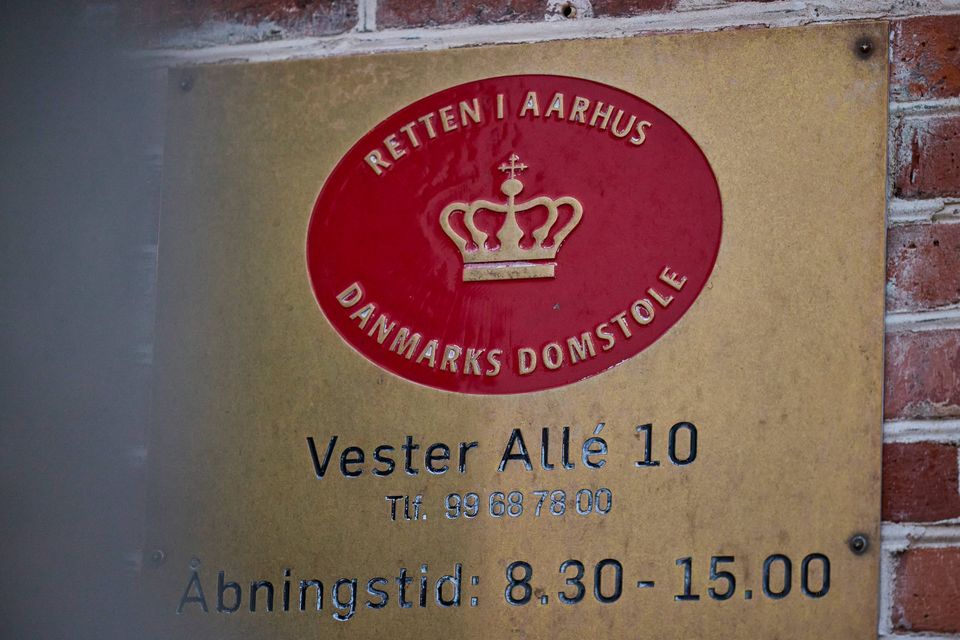 RETTEN I AARHUS
DANMARKS DOMSTOLE
Vester Allé 10
Tlf. 99 68 78 00
Åbningstid: 8.30 - 15.00